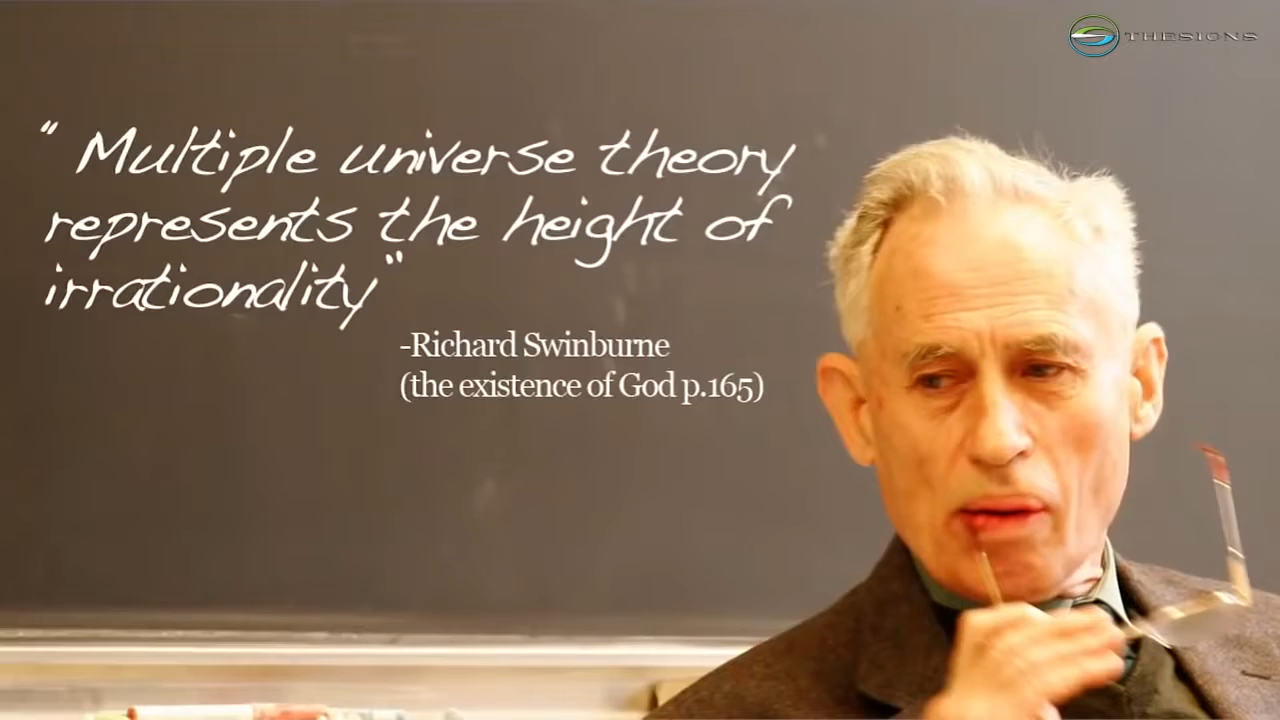 THESIONS
“ Multiple universe theory
represents the height of
irrationality”
-Richard Swinburne
(the existence of God p.165)